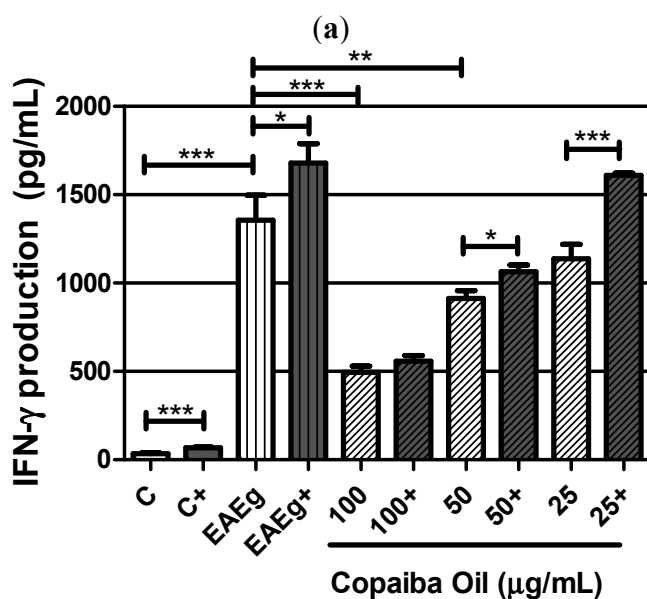 (a)
**
***
*
***
***
*
***
2000
1500
1000
500
0
IFN-γ production (pg/mL)
C
C+
EAEg
EAEg+
100
100+
50
50+
25
25+
Copaiba Oil (μg/mL)